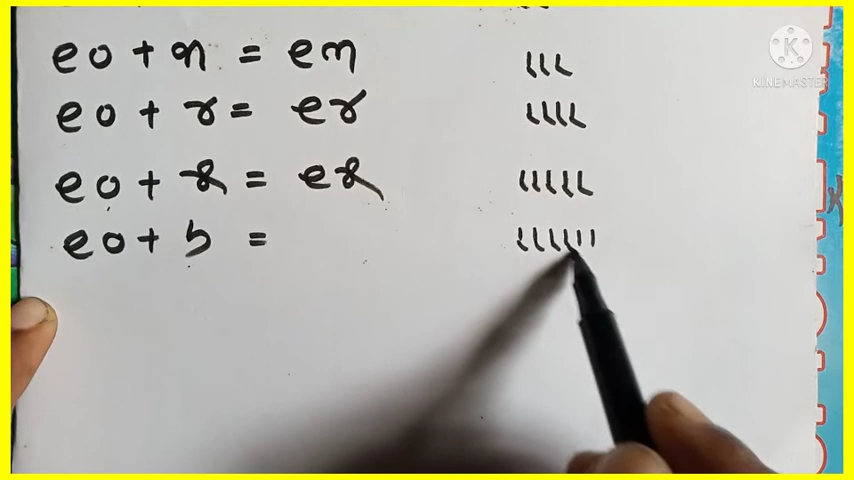 ୧୦ + ୩ = ୧୩
୧୦ + ୪ = ୧୪
୧୦ + ୫ = ୧୫
୧୦ + ୬ =
K
KINEMASTER